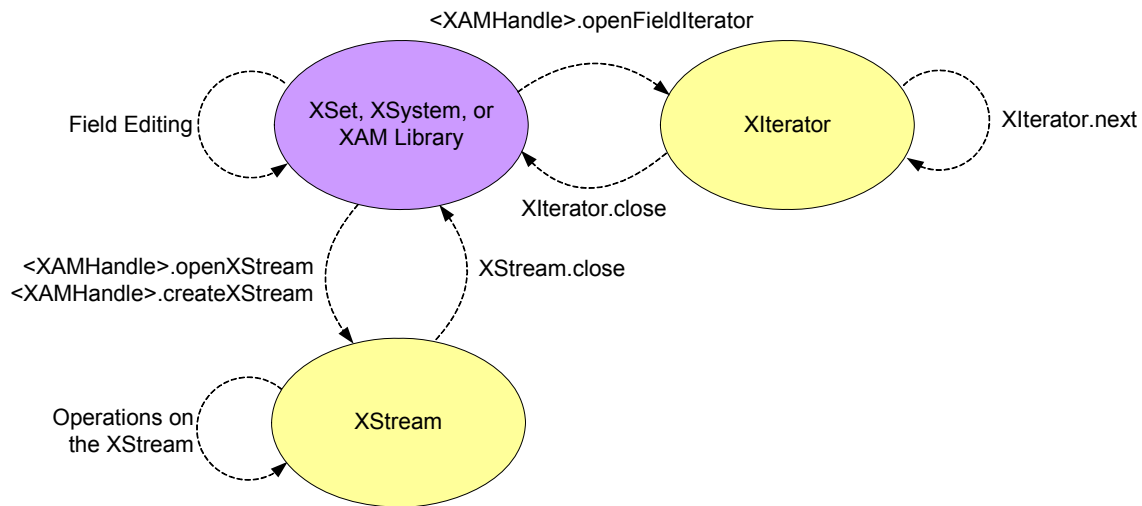 <XAMHandle>.openFieldIterator
Field Editing
XSet, XSystem, or
XAM Library
XIterator
XIterator.next
XIterator.close
<XAMHandle>.openXStream
<XAMHandle>.createXStream
XStream.close
Operations on
the XStream
XStream